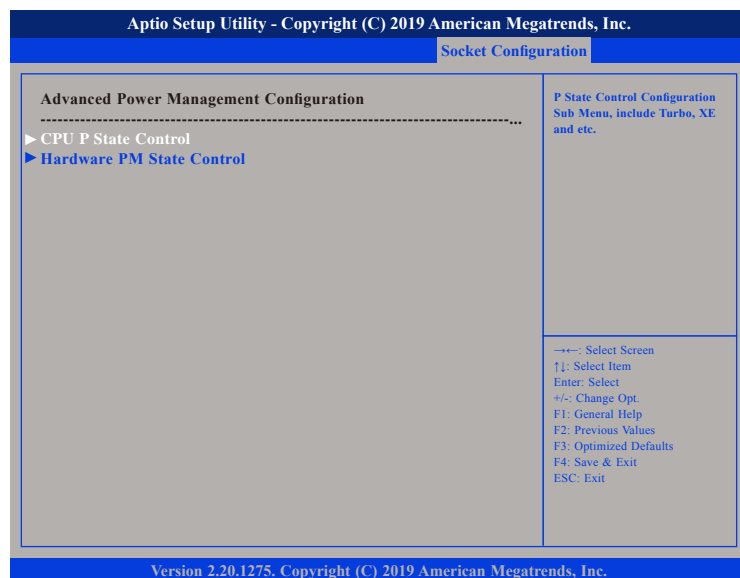 Aptio Setup Utility - Copyright (C) 2019 American Megatrends, Inc.
Socket Configuration
Advanced Power Management Configuration
------------------------------------------------------------------------------------...
▶ CPU P State Control
▶ Hardware PM State Control
P State Control Configuration
Sub Menu, include Turbo, XE
and etc.
→←: Select Screen
↑↓: Select Item
Enter: Select
+/-: Change Opt.
F1: General Help
F2: Previous Values
F3: Optimized Defaults
F4: Save & Exit
ESC: Exit
Version 2.20.1275. Copyright (C) 2019 American Megatrends, Inc.